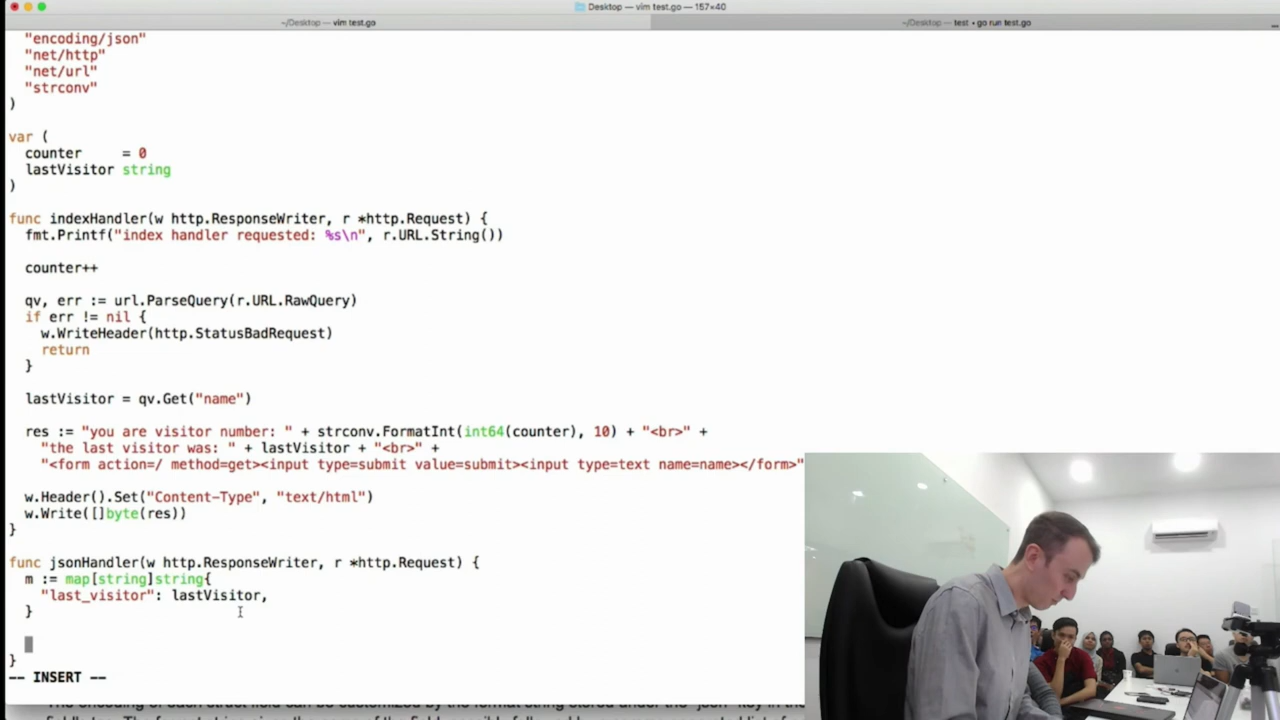 Desktop — vim test.go — 157×40
~/Desktop — vim test.go
~/Desktop — test • go run test.go
"encoding/json"
"net/http"
"net/url"
"strconv"
)
var (
counter = 0
lastVisitor string
)
func indexHandler(w http.ResponseWriter, r *http.Request) {
fmt.Printf("index handler requested: %s\n", r.URL.String())
counter++
qv, err := url.ParseQuery(r.URL.RawQuery)
if err != nil {
w.WriteHeader(http.StatusBadRequest)
return
}
lastVisitor = qv.Get("name")
res := "you are visitor number: " + strconv.FormatInt(int64(counter), 10) + "<br>" +
"the last visitor was: " + lastVisitor + "<br>" +
"<form action=/ method=get><input type=submit value=submit><input type=text name=name></form>"
w.Header().Set("Content-Type", "text/html")
w.Write([]byte(res))
}
func jsonHandler(w http.ResponseWriter, r *http.Request) {
m := map[string]string{
"last_visitor": lastVisitor,
}
}
-- INSERT --